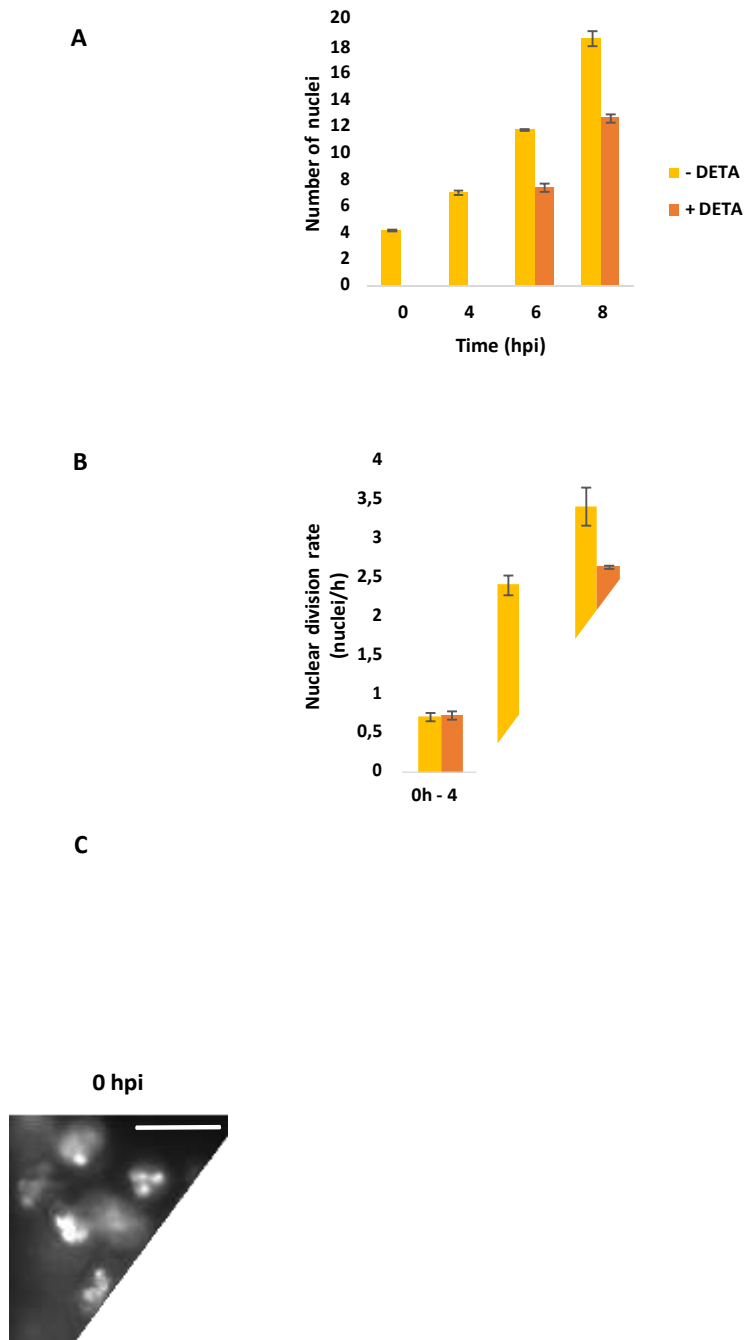 A
Number of nuclei
20
18
16
14
12
10
8
6
4
2
0
0 4 6 8
Time (hpi)
- DETA
+ DETA
B
Nuclear division rate
(nuclei/h)
4
3,5
3
2,5
2
1,5
1
0,5
0
0h - 4
C
0 hpi